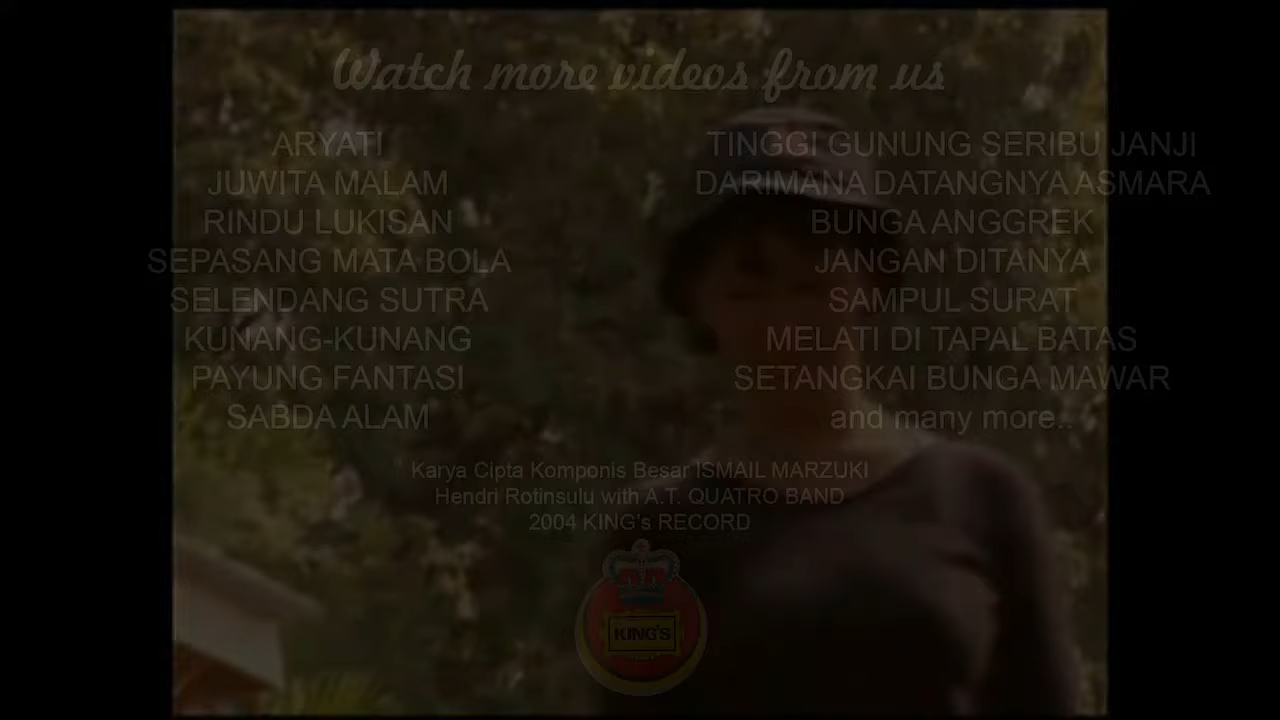 Watch more videos from us
ARYATI
JUWITA MALAM
RINDU LUKISAN
SEPASANG MATA BOLA
SELENDANG SUTRA
KUNANG-KUNANG
PAYUNG FANTASI
SABDA ALAM
TINGGI GUNUNG SERIBU JANJI
DARIMANA DATANGNYA ASMARA
BUNGA ANGGREK
JANGAN DITANYA
SAMPUL SURAT
MELATI DI TAPAL BATAS
SETANGKAI BUNGA MAWAR
and many more..
Karya Cipta Komponis Besar ISMAIL MARZUKI
Hendri Rotinsulu with A.T. QUATRO BAND
2004 KING's RECORD
KING'S